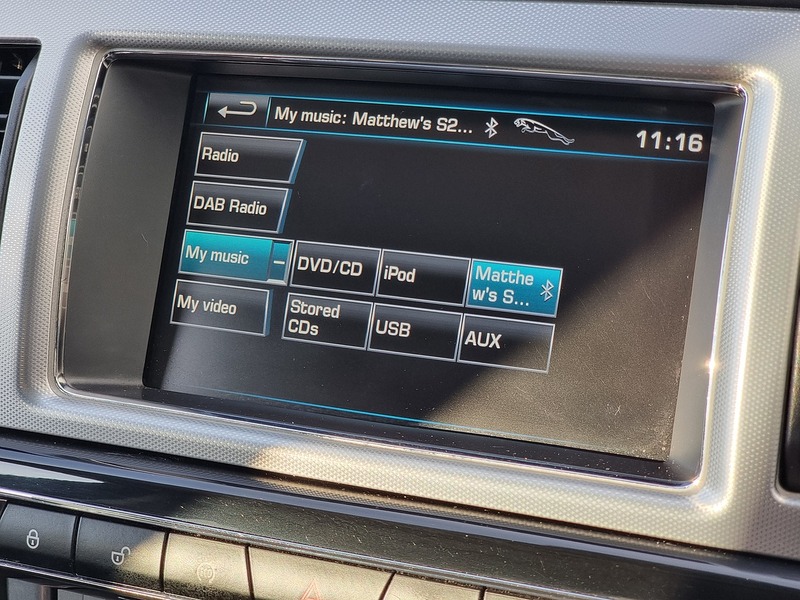 My music: Matthew's S2... 11:16
Radio
DAB Radio
My music
DVD/CD
iPod
Matthe
w's S...
My video
Stored
CDs
USB
AUX